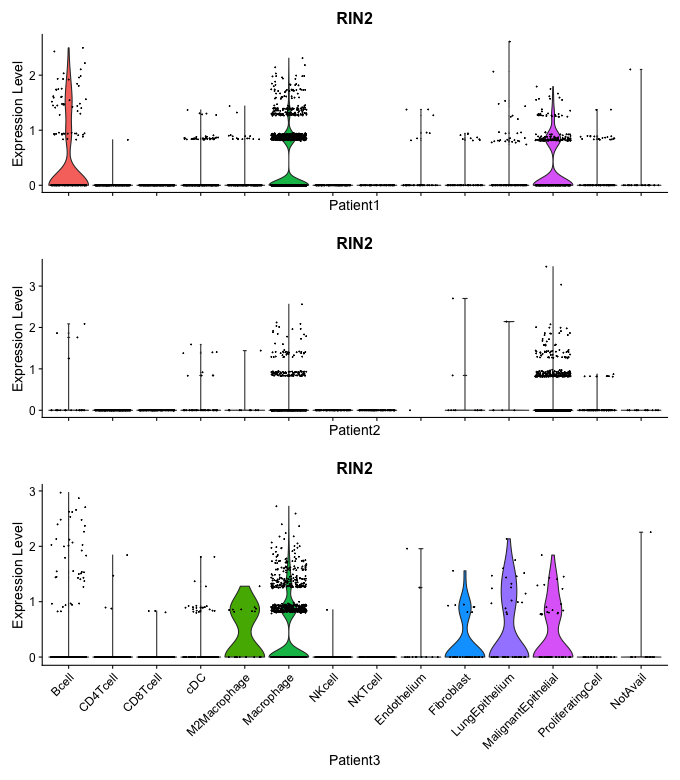 RIN2
Expression Level
2
1
0
Patient1
RIN2
Expression Level
3
2
1
0
Patient2
RIN2
Expression Level
3
2
1
0
Bcell
CD4Tcell
CD8Tcell
cDC
M2Macrophage
Macrophage
NKcell
NKTcell
Endothelium
Fibroblast
LungEpithelium
MalignantEpithelial
ProliferatingCell
NotAvail
Patient3